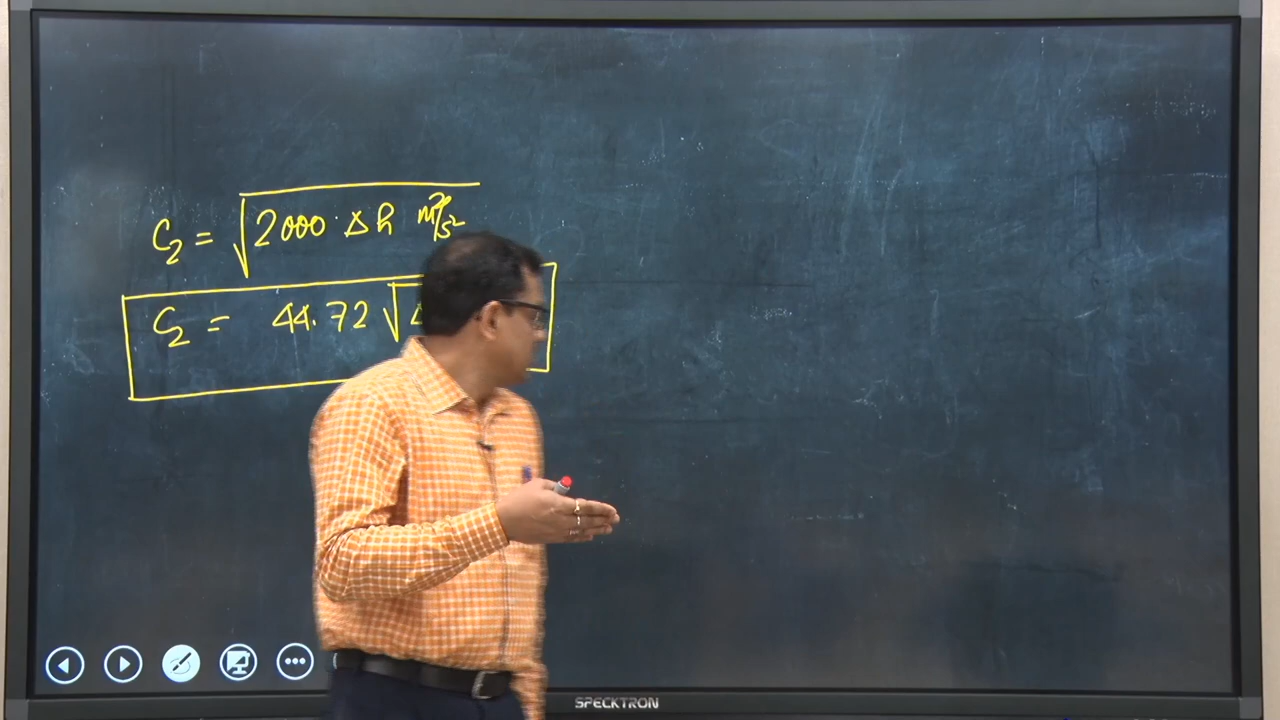 C₂ = √2000 · Δh m²/s²
C₂ = 44.72 √
SPECKTRON